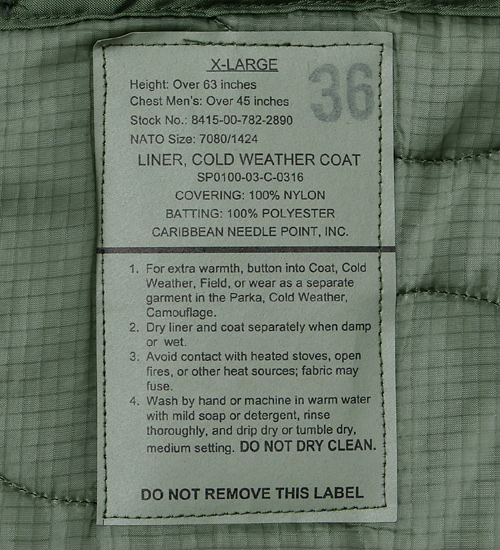 X-LARGE
36
Height: Over 63 inches
Chest Men's: Over 45 inches
Stock No.: 8415-00-782-2890
NATO Size: 7080/1424
LINER, COLD WEATHER COAT
SP0100-03-C-0316
COVERING: 100% NYLON
BATTING: 100% POLYESTER
CARIBBEAN NEEDLE POINT, INC.
1. For extra warmth, button into Coat, Cold
Weather, Field, or wear as a separate
garment in the Parka, Cold Weather,
Camouflage.
2. Dry liner and coat separately when damp
or wet.
3. Avoid contact with heated stoves, open
fires, or other heat sources; fabric may
fuse.
4. Wash by hand or machine in warm water
with mild soap or detergent, rinse
thoroughly, and drip dry or tumble dry,
medium setting. DO NOT DRY CLEAN.
DO NOT REMOVE THIS LABEL